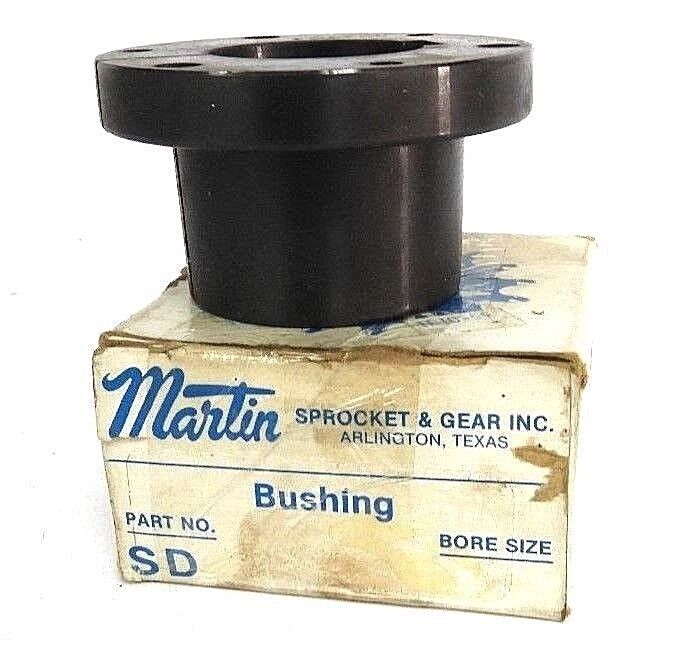 Martin SPROCKET & GEAR INC.
ARLINGTON, TEXAS
Bushing
PART NO.
BORE SIZE
SD